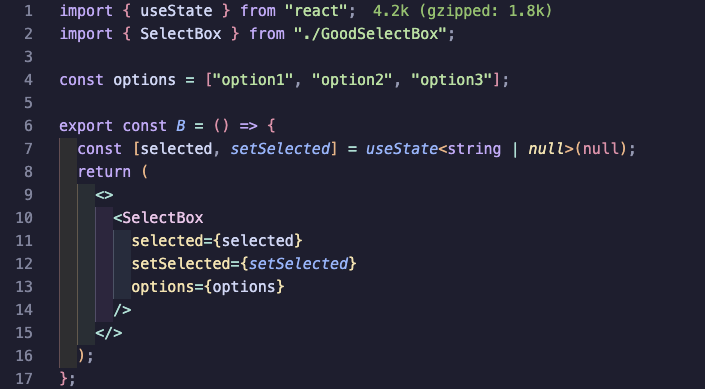 1 import { useState } from "react"; 4.2k (gzipped: 1.8k)
2 import { SelectBox } from "./GoodSelectBox";
3
4 const options = ["option1", "option2", "option3"];
5
6 export const B = () => {
7   const [selected, setSelected] = useState<string | null>(null);
8   return (
9     <>
10       <SelectBox
11         selected={selected}
12         setSelected={setSelected}
13         options={options}
14       />
15     </>
16   );
17 };